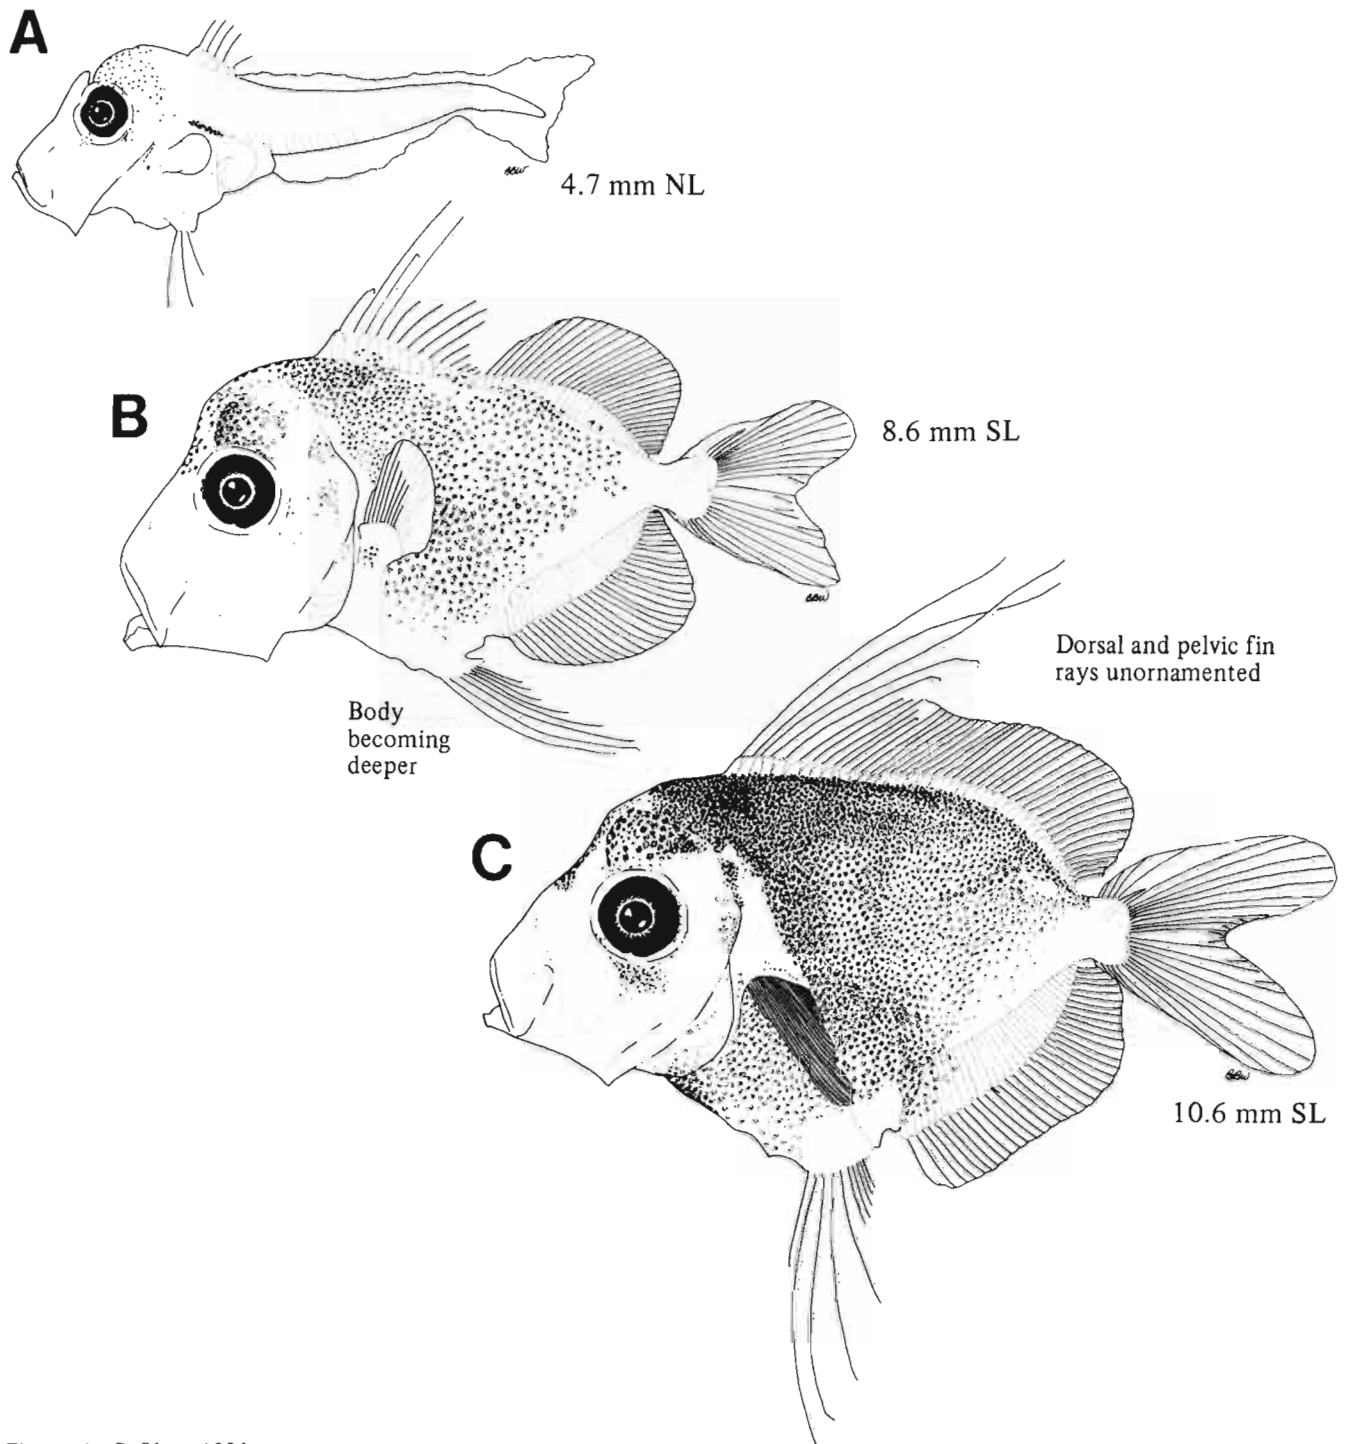 A
4.7 mm NL
B
8.6 mm SL
Dorsal and pelvic fin
rays unornamented
Body
becoming
deeper
C
10.6 mm SL